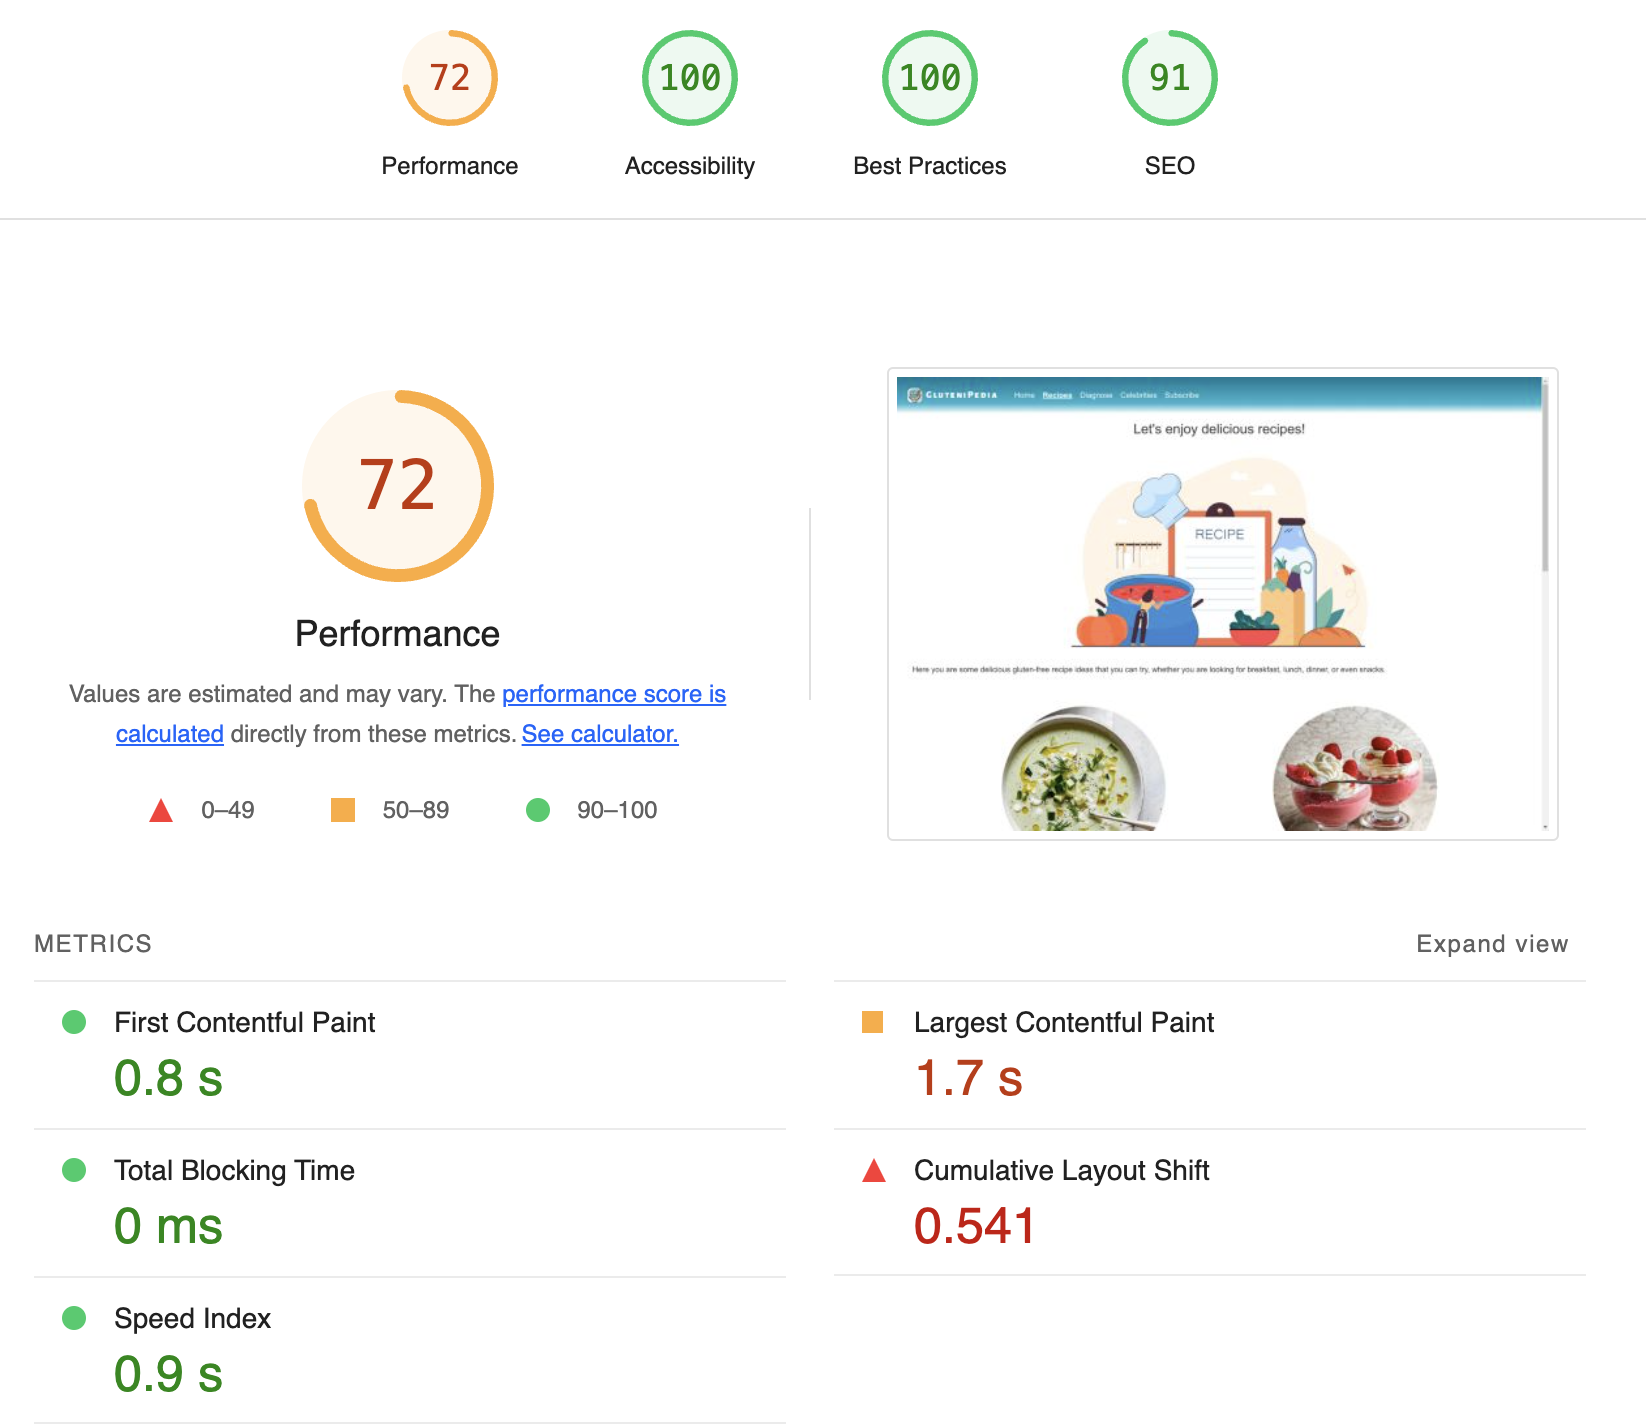 72
100
100
91
Performance
Accessibility
Best Practices
SEO
72
Performance
Values are estimated and may vary. The performance score is
calculated directly from these metrics. See calculator.
0–49
50–89
90–100
GLUTENIPEDIA Home Recipes Diagnose Celebrities Subscribe
Let's enjoy delicious recipes!
RECIPE
Here you are some delicious gluten-free recipe ideas that you can try, whether you are looking for breakfast, lunch, dinner, or even snacks.
METRICS
Expand view
First Contentful Paint
0.8 s
Largest Contentful Paint
1.7 s
Total Blocking Time
0 ms
Cumulative Layout Shift
0.541
Speed Index
0.9 s